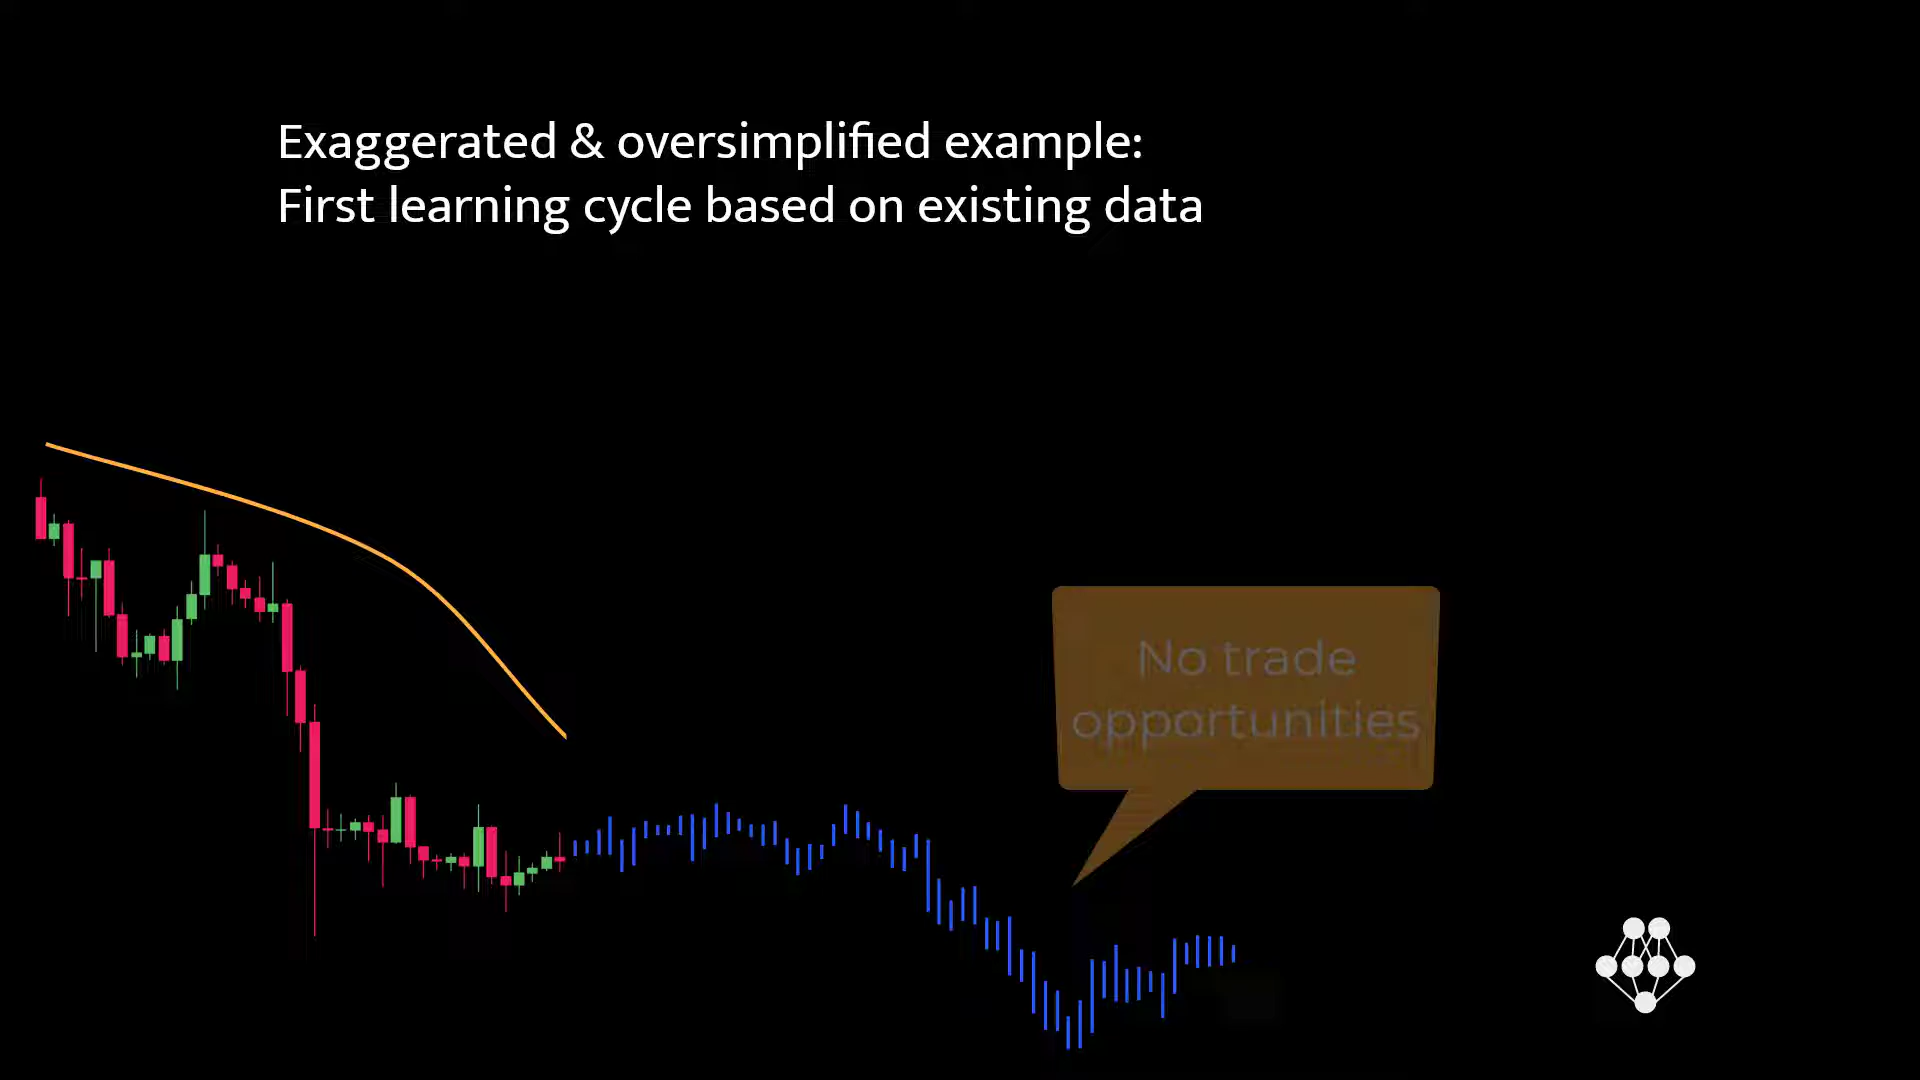 Exaggerated & oversimplified example:
First learning cycle based on existing data
No trade
opportunities